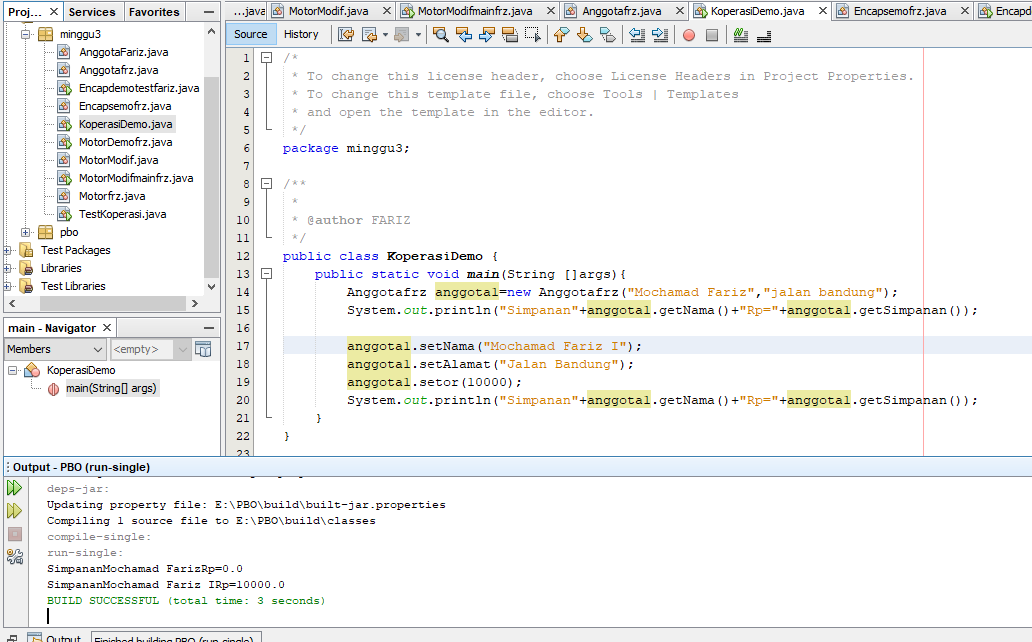 Proj... Services Favorites
minggu3
AnggotaFariz.java
Anggotafrz.java
Encapdemotestfariz.java
Encapsemofrz.java
KoperasiDemo.java
MotorDemofrz.java
MotorModif.java
MotorModifmainfrz.java
Motorfrz.java
TestKoperasi.java
pbo
Test Packages
Libraries
Test Libraries
main - Navigator
Members <empty>
KoperasiDemo
main(String[] args)
...java MotorModif.java MotorModifmainfrz.java Anggotafrz.java KoperasiDemo.java Encapsemofrz.java Encapd
Source History
1 /*
2 * To change this license header, choose License Headers in Project Properties.
3 * To change this template file, choose Tools | Templates
4 * and open the template in the editor.
5 */
6 package minggu3;
7
8 /**
9 *
10 * @author FARIZ
11 */
12 public class KoperasiDemo {
13 public static void main(String []args){
14 Anggotafrz anggota1=new Anggotafrz("Mochamad Fariz","jalan bandung");
15 System.out.println("Simpanan"+anggota1.getNama()+"Rp="+anggota1.getSimpanan());
16
17 anggota1.setNama("Mochamad Fariz I");
18 anggota1.setAlamat("Jalan Bandung");
19 anggota1.setor(10000);
20 System.out.println("Simpanan"+anggota1.getNama()+"Rp="+anggota1.getSimpanan());
21 }
22 }
23
Output - PBO (run-single)
deps-jar:
Updating property file: E:\PBO\build\built-jar.properties
Compiling 1 source file to E:\PBO\build\classes
compile-single:
run-single:
SimpananMochamad FarizRp=0.0
SimpananMochamad Fariz IRp=10000.0
BUILD SUCCESSFUL (total time: 3 seconds)
Output Finished building PBO (run-single).